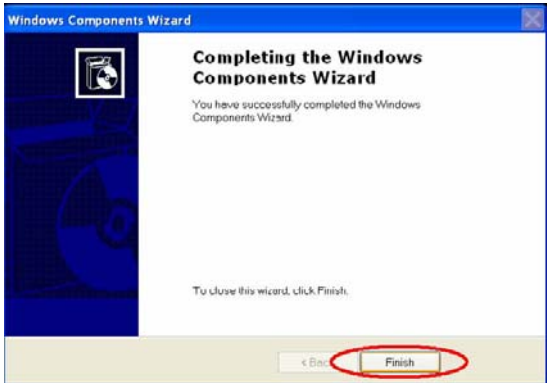 Windows Components Wizard
Completing the Windows
Components Wizard
You have successfully completed the Windows
Components Wizard.
To close this wizard, click Finish.
< Back
Finish